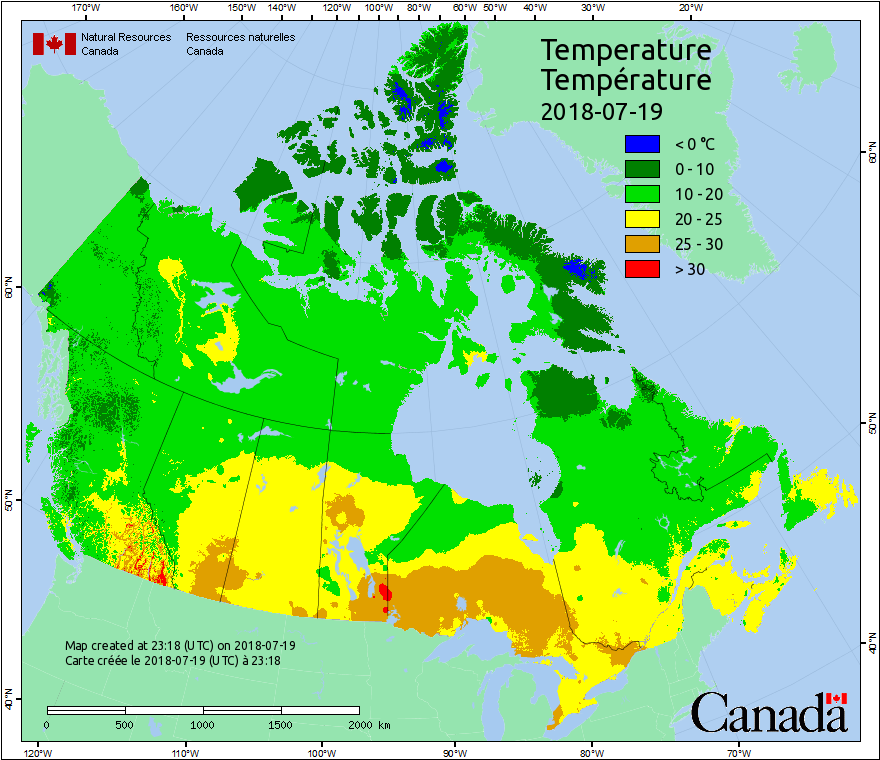 170°W 160°W 150°W 140°W 120°W 100°W 80°W 60°W 50°W 40°W 30°W 20°W
Natural Resources Ressources naturelles
Canada Canada
Temperature
Température
2018-07-19
< 0 °C
0 - 10
10 - 20
20 - 25
25 - 30
> 30
60°N
60°N
50°N
50°N
40°N
40°N
Map created at 23:18 (UTC) on 2018-07-19
Carte créée le 2018-07-19 (UTC) à 23:18
0 500 1000 1500 2000 km
Canada
120°W 110°W 100°W 90°W 80°W 70°W